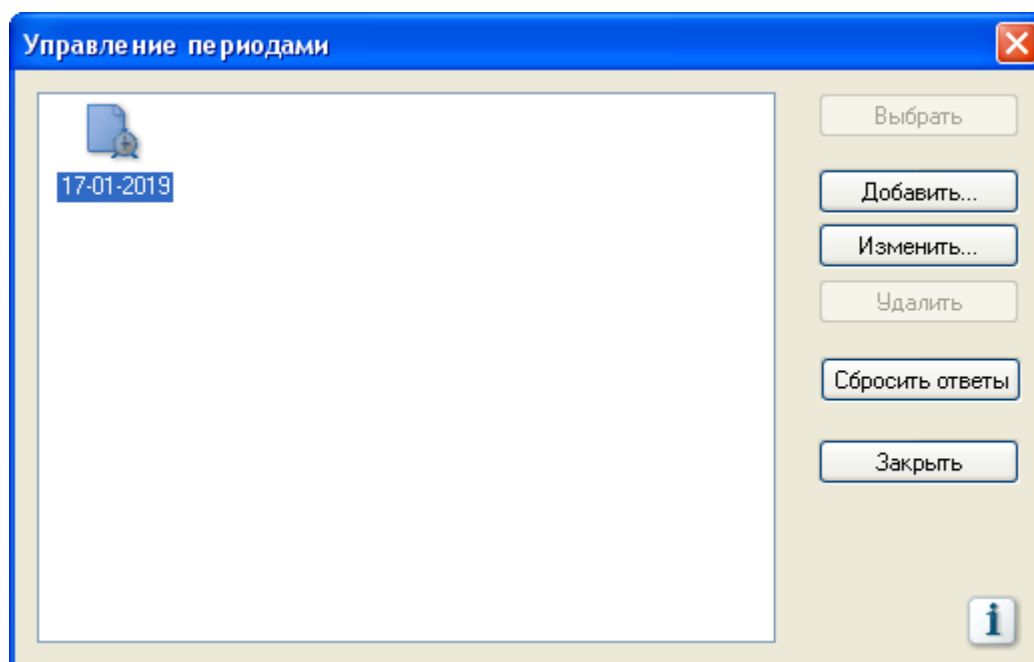 Управление периодами
17-01-2019
Выбрать
Добавить...
Изменить...
Удалить
Сбросить ответы
Закрыть